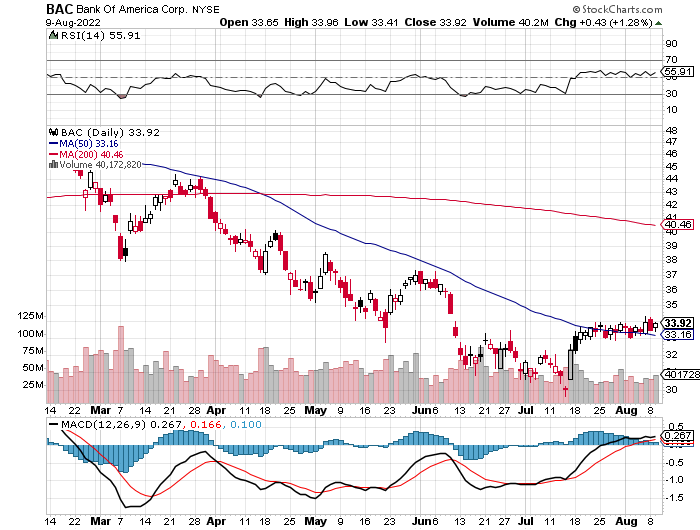 BAC Bank Of America Corp. NYSE © StockCharts.com
9-Aug-2022 Open 33.65 High 33.96 Low 33.41 Close 33.92 Volume 40.2M Chg +0.43 (+1.28%)
RSI(14) 55.91
90
70
55.91
50
30
10
BAC (Daily) 33.92
MA(50) 33.16
MA(200) 40.46
Volume 40,172,820
48
47
46
45
44
43
42
41
40.46
40
39
38
37
36
35
33.92
33.16
32
31
30
40172820
125M
100M
75M
50M
25M
14 22 Mar 7 14 21 28 Apr 11 18 25 May 9 16 23 Jun 6 13 21 27 Jul 11 18 25 Aug 8
MACD(12,26,9) 0.267, 0.166, 0.100
0.5
0.267
-0.5
-1.0
-1.5
14 22 Mar 7 14 21 28 Apr 11 18 25 May 9 16 23 Jun 6 13 21 27 Jul 11 18 25 Aug 8